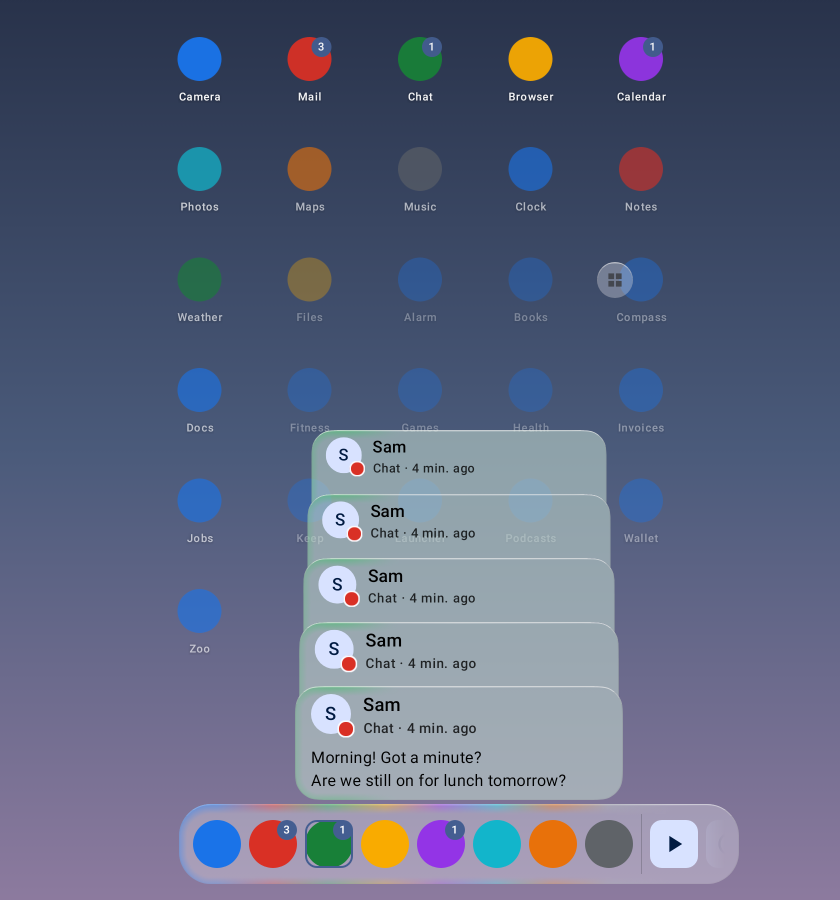 3
1
1
Camera
Mail
Chat
Browser
Calendar
Photos
Maps
Music
Clock
Notes
Weather
Files
Alarm
Books
Compass
Docs
Fitness
Games
Health
Invoices
S
Sam
Chat · 4 min. ago
S
Sam
Chat · 4 min. ago
Jobs
Keep
Launcher
Podcasts
Wallet
S
Sam
Chat · 4 min. ago
Zoo
S
Sam
Chat · 4 min. ago
S
Sam
Chat · 4 min. ago
Morning! Got a minute?
Are we still on for lunch tomorrow?
3
1
1